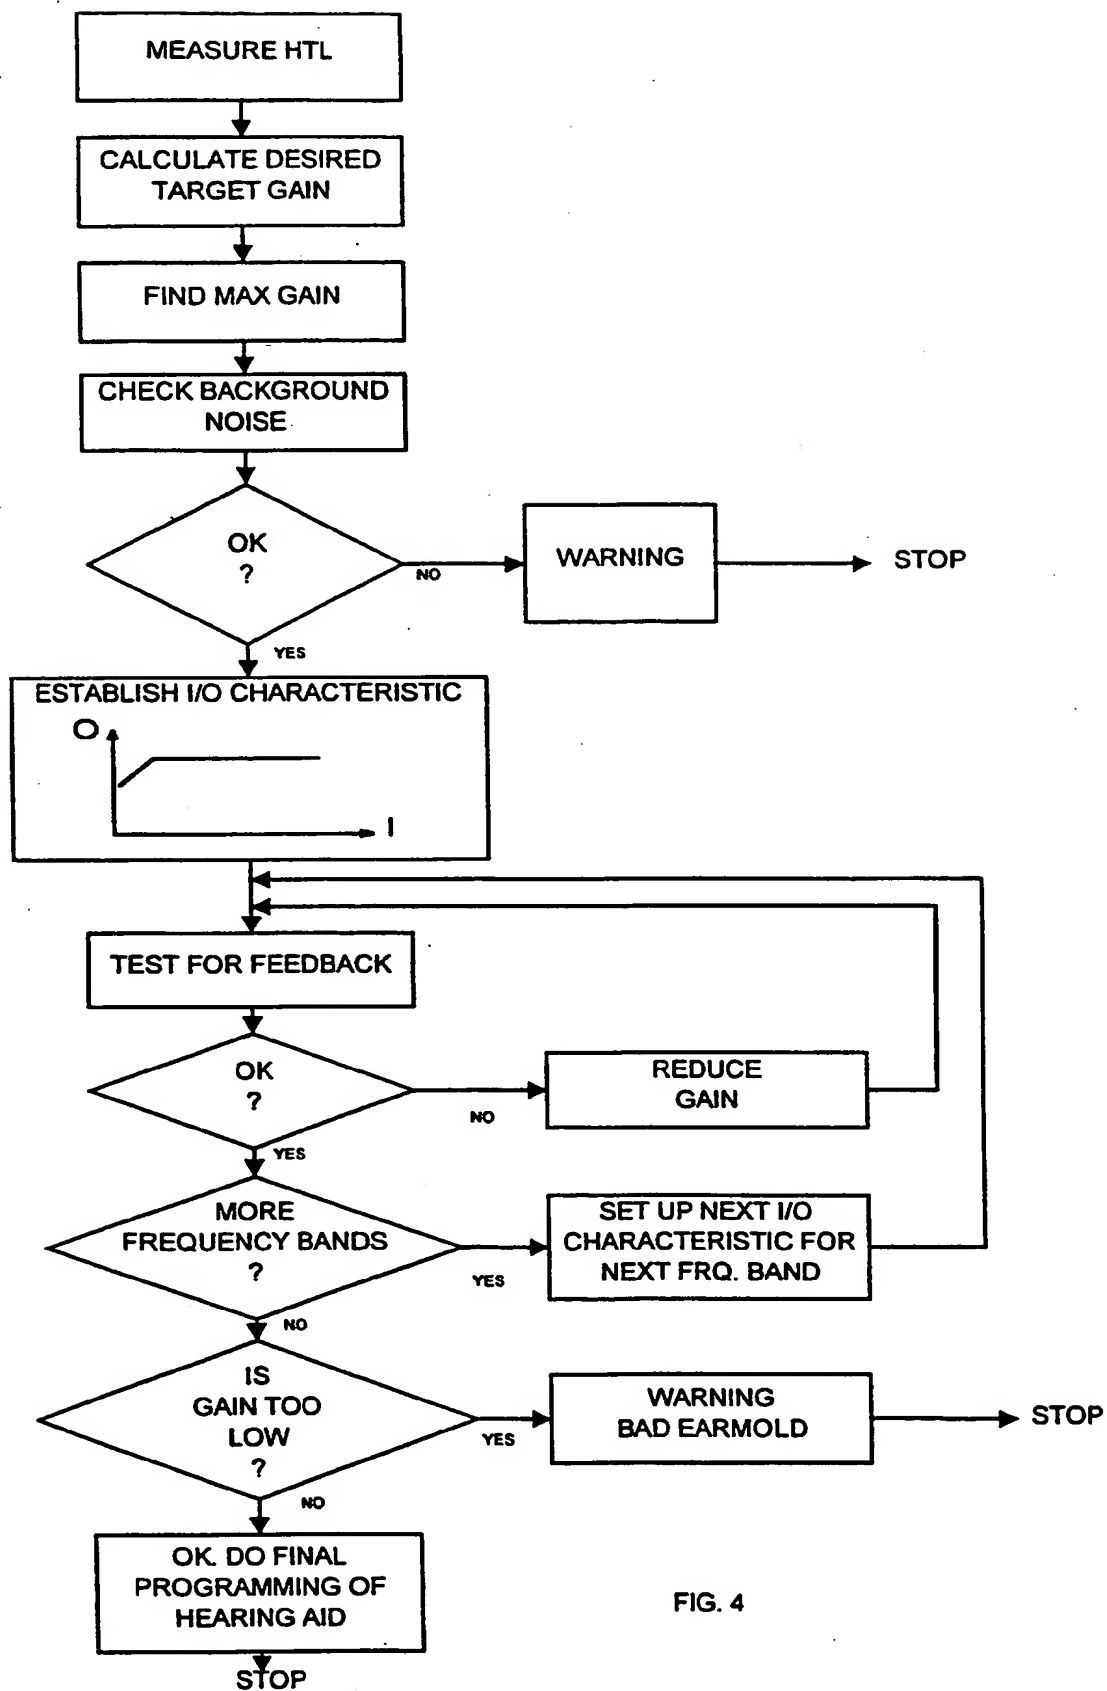 MEASURE HTL
CALCULATE DESIRED
TARGET GAIN
FIND MAX GAIN
CHECK BACKGROUND
NOISE
OK
?
NO
WARNING
STOP
YES
ESTABLISH I/O CHARACTERISTIC
O
I
TEST FOR FEEDBACK
OK
?
NO
REDUCE
GAIN
YES
MORE
FREQUENCY BANDS
?
YES
SET UP NEXT I/O
CHARACTERISTIC FOR
NEXT FRQ. BAND
NO
IS
GAIN TOO
LOW
?
YES
WARNING
BAD EARMOLD
STOP
NO
OK. DO FINAL
PROGRAMMING OF
HEARING AID
STOP
FIG. 4